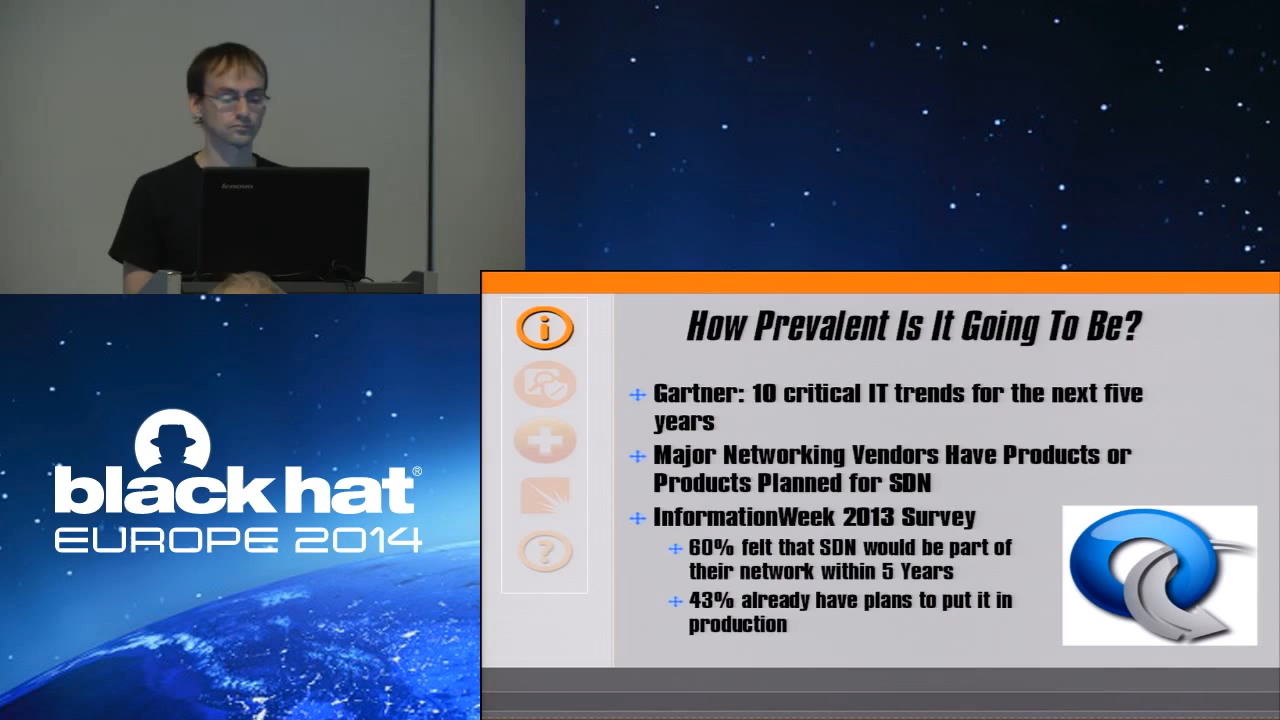 lenovo
How Prevalent Is It Going To Be?
Gartner: 10 critical IT trends for the next five
years
Major Networking Vendors Have Products or
Products Planned for SDN
InformationWeek 2013 Survey
60% felt that SDN would be part of
their network within 5 Years
43% already have plans to put it in
production
black hat®
EUROPE 2014